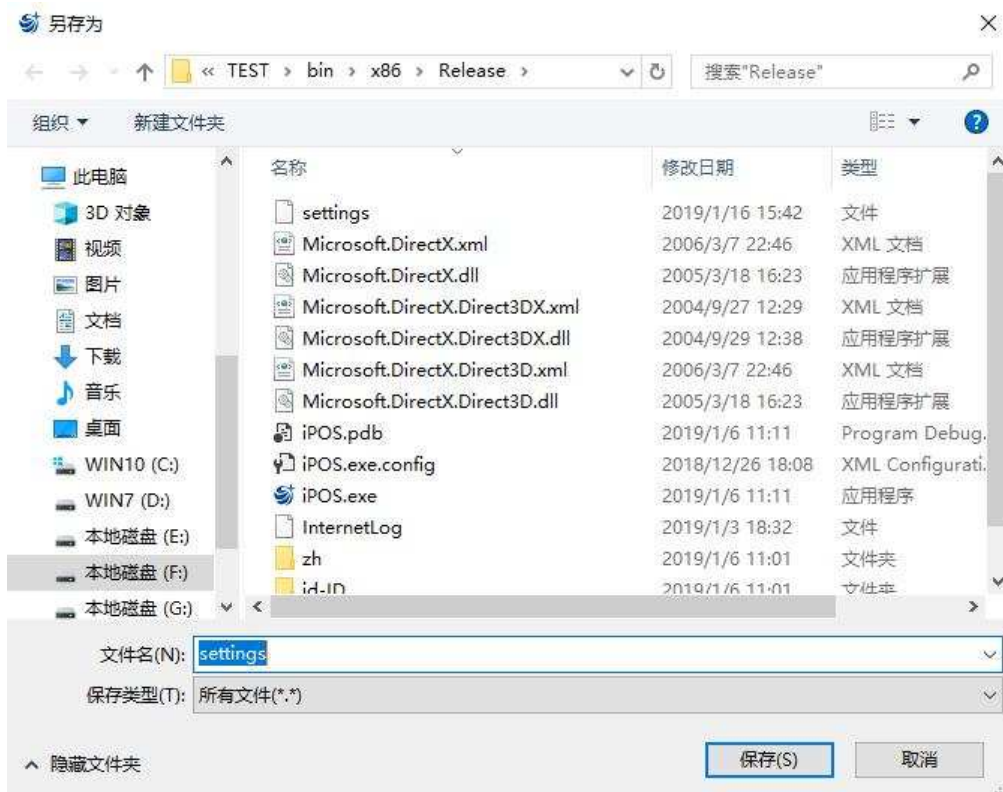 另存为
« TEST › bin › x86 › Release ›
搜索"Release"
组织 新建文件夹
此电脑
3D 对象
视频
图片
文档
下载
音乐
桌面
WIN10 (C:)
WIN7 (D:)
本地磁盘 (E:)
本地磁盘 (F:)
本地磁盘 (G:)
名称 修改日期 类型
settings 2019/1/16 15:42 文件
Microsoft.DirectX.xml 2006/3/7 22:46 XML 文档
Microsoft.DirectX.dll 2005/3/18 16:23 应用程序扩展
Microsoft.DirectX.Direct3DX.xml 2004/9/27 12:29 XML 文档
Microsoft.DirectX.Direct3DX.dll 2004/9/29 12:38 应用程序扩展
Microsoft.DirectX.Direct3D.xml 2006/3/7 22:46 XML 文档
Microsoft.DirectX.Direct3D.dll 2005/3/18 16:23 应用程序扩展
iPOS.pdb 2019/1/6 11:11 Program Debug.
iPOS.exe.config 2018/12/26 18:08 XML Configurati.
iPOS.exe 2019/1/6 11:11 应用程序
InternetLog 2019/1/3 18:32 文件
zh 2019/1/6 11:01 文件夹
id-ID 2019/1/6 11:01 文件夹
文件名(N): settings
保存类型(T): 所有文件(*.*)
隐藏文件夹 保存(S) 取消